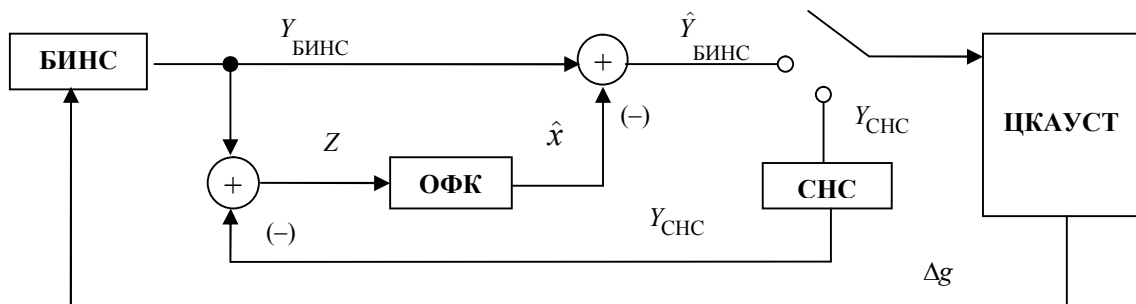 Y БИНС
Ŷ БИНС
БИНС
+
+
(–)
Y СНС
ЦКАУСТ
Z
x̂
ОФК
СНС
+
(–)
Y СНС
Δg